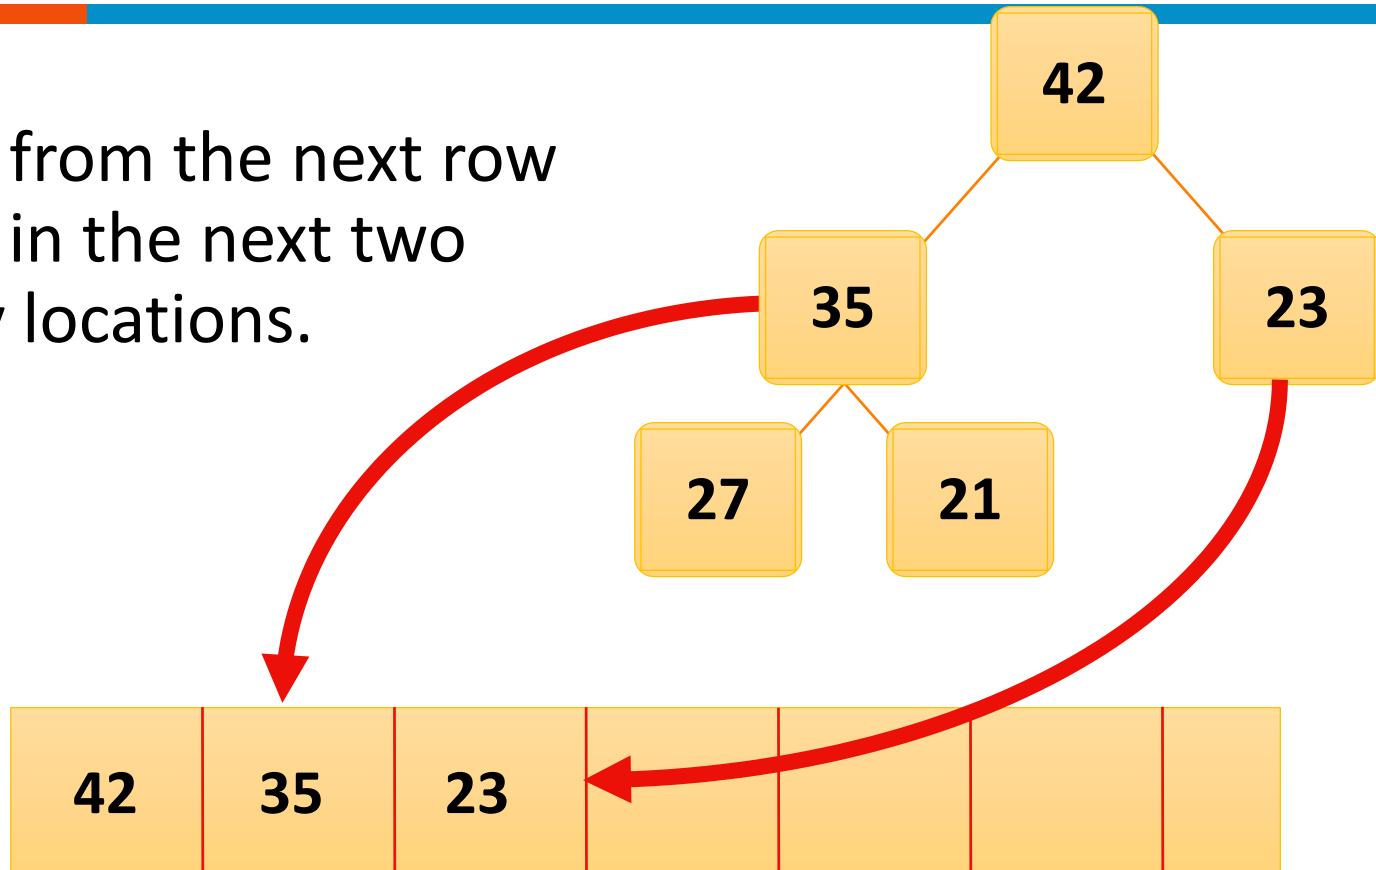 from the next row
in the next two
locations.
42
35
23
27
21
42 35 23